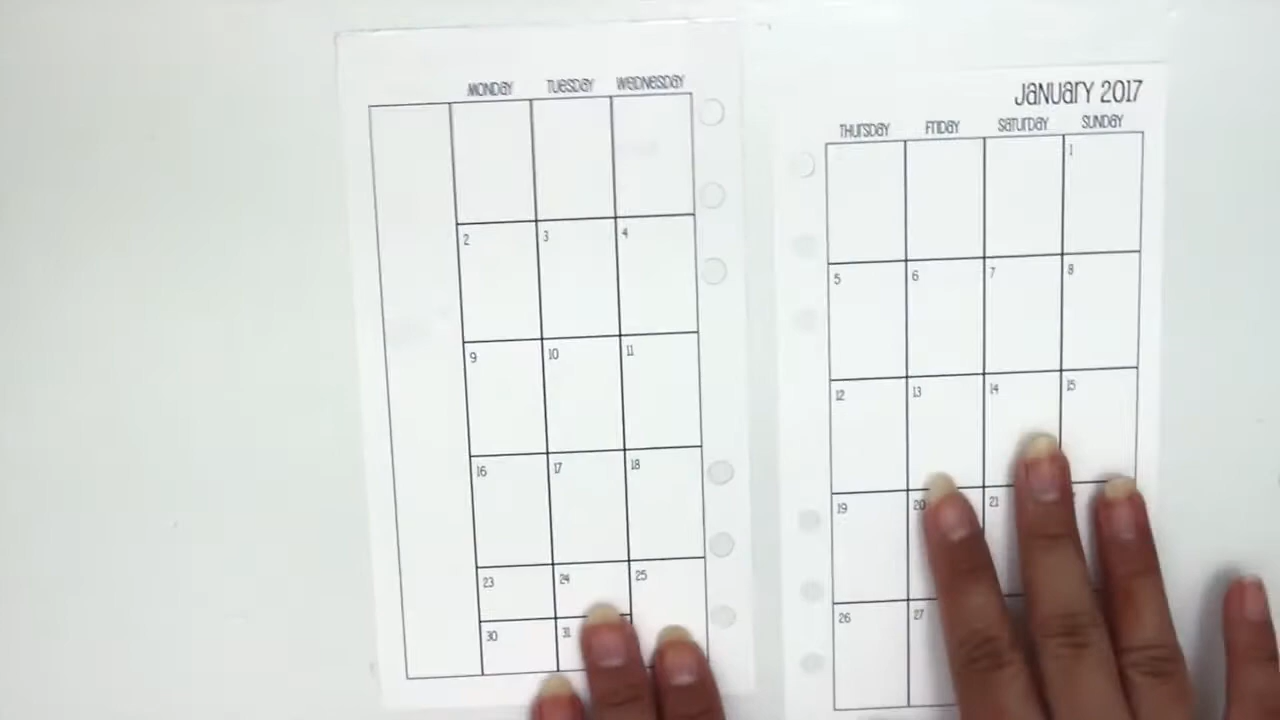 MONDAY TUESDAY WEDNESDAY
2 3 4
9 10 11
16 17 18
23 24 25
30 31
JANUARY 2017
THURSDAY FRIDAY SATURDAY SUNDAY
1
5 6 7 8
12 13 14 15
19 20 21
26 27